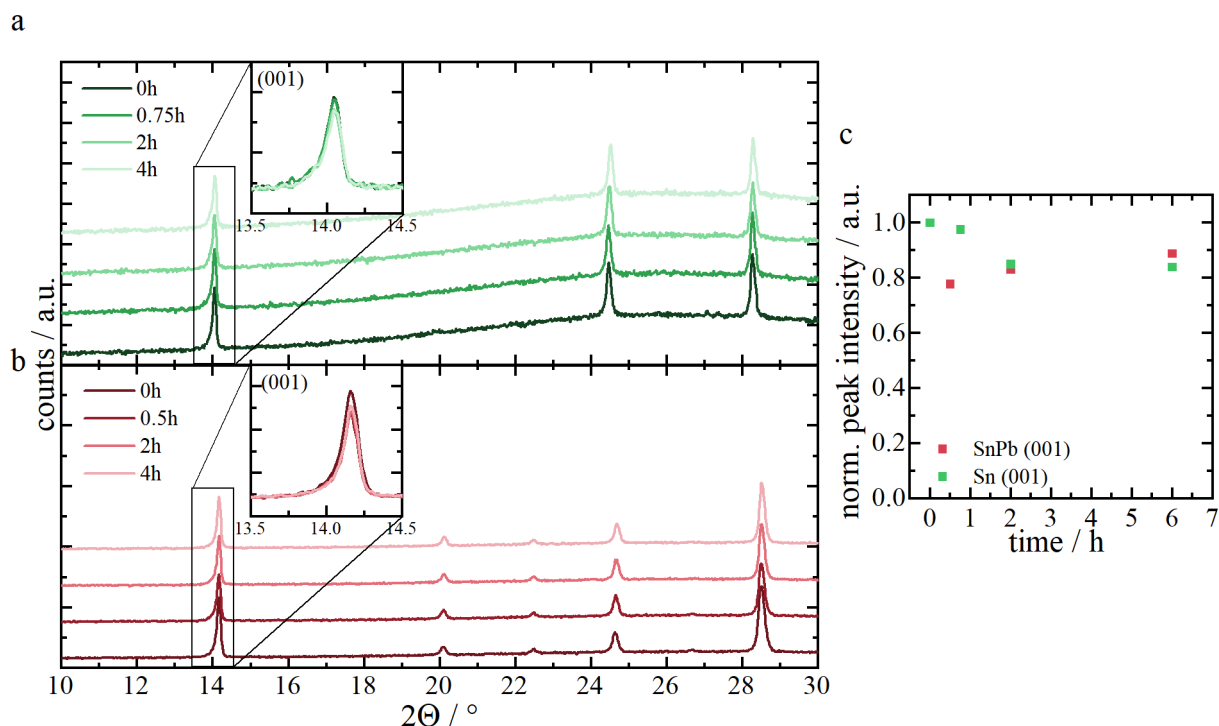 a
0h
0.75h
2h
4h
(001)
13.5 14.0 14.5
b
0h
0.5h
2h
4h
(001)
13.5 14.0 14.5
counts / a.u.
10 12 14 16 18 20 22 24 26 28 30
2Θ / °
c
1.0
0.8
0.6
0.4
0.2
0.0
norm. peak intensity / a.u.
SnPb (001)
Sn (001)
0 1 2 3 4 5 6 7
time / h